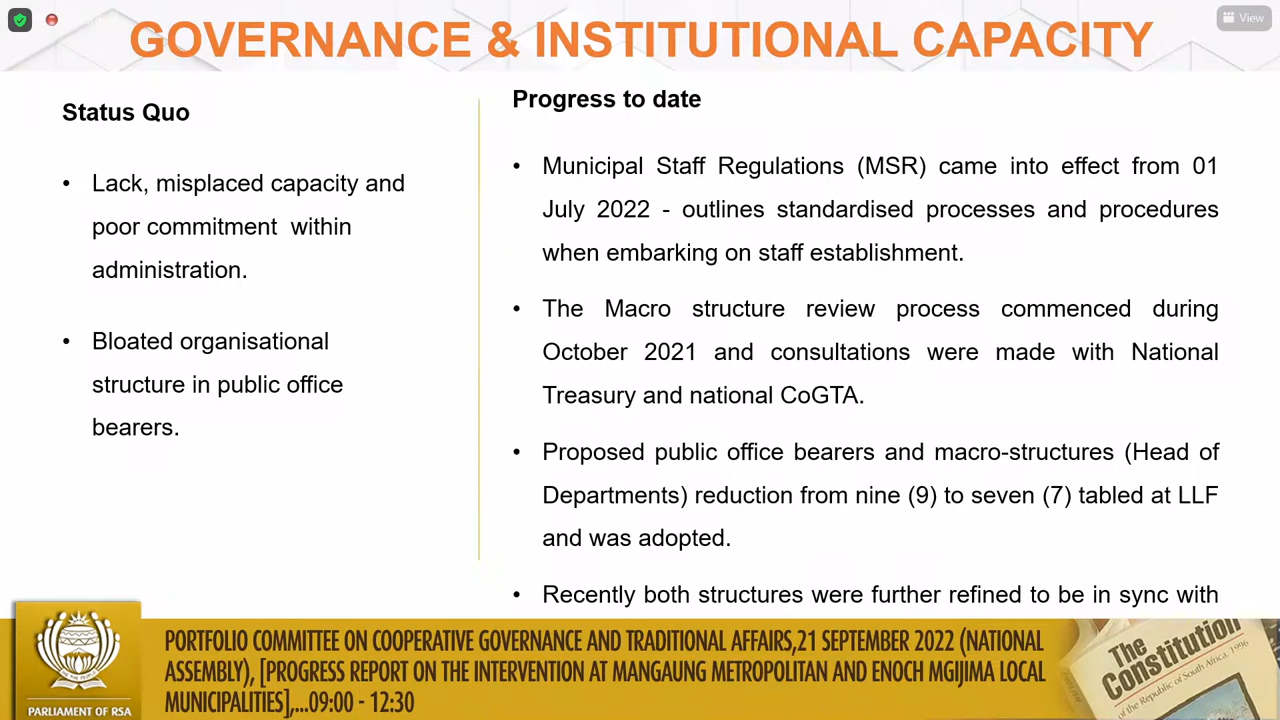 GOVERNANCE & INSTITUTIONAL CAPACITY
View
Status Quo
• Lack, misplaced capacity and
poor commitment within
administration.
• Bloated organisational
structure in public office
bearers.
Progress to date
• Municipal Staff Regulations (MSR) came into effect from 01
July 2022 - outlines standardised processes and procedures
when embarking on staff establishment.
• The Macro structure review process commenced during
October 2021 and consultations were made with National
Treasury and national CoGTA.
• Proposed public office bearers and macro-structures (Head of
Departments) reduction from nine (9) to seven (7) tabled at LLF
and was adopted.
• Recently both structures were further refined to be in sync with
PORTFOLIO COMMITTEE ON COOPERATIVE GOVERNANCE AND TRADITIONAL AFFAIRS,21 SEPTEMBER 2022 (NATIONAL
ASSEMBLY), [PROGRESS REPORT ON THE INTERVENTION AT MANGAUNG METROPOLITAN AND ENOCH MGIJIMA LOCAL
MUNICIPALITIES],...09:00 - 12:30
PARLIAMENT OF RSA
The
Constitution
of the Republic of South Africa, 1996